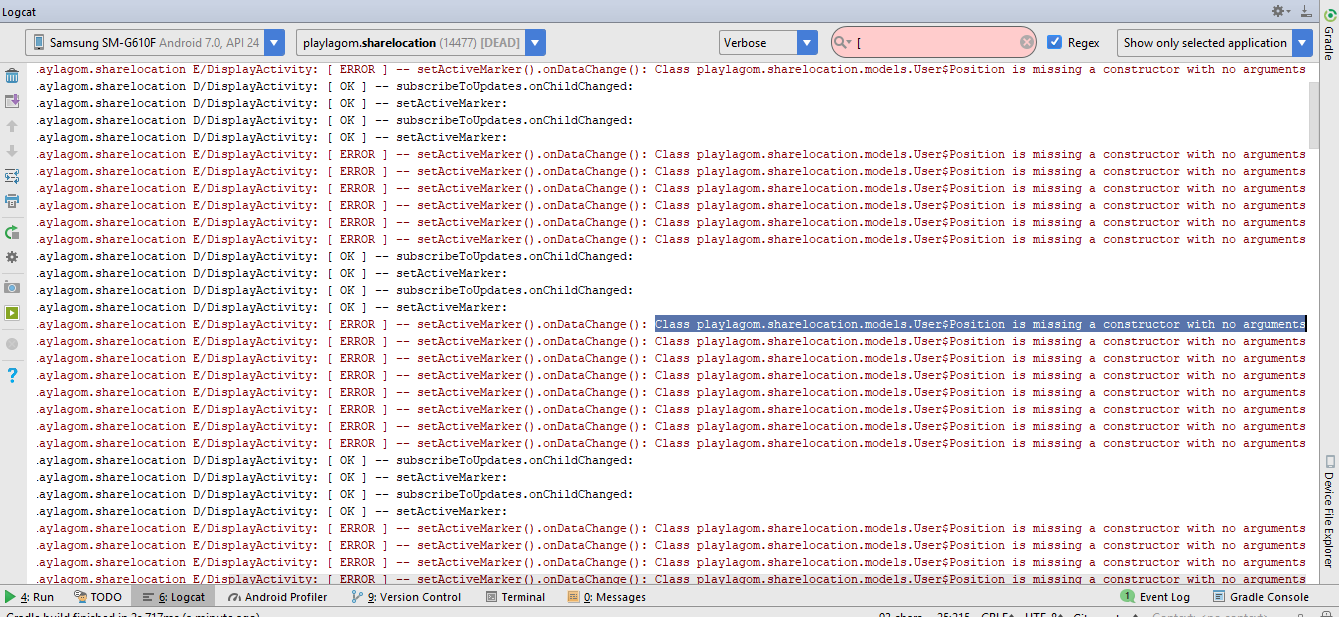 Logcat
Samsung SM-G610F Android 7.0, API 24 playlagom.sharelocation (14477) [DEAD] Verbose [ Regex Show only selected application
Gradle
.aylagom.sharelocation E/DisplayActivity: [ ERROR ] -- setActiveMarker().onDataChange(): Class playlagom.sharelocation.models.User$Position is missing a constructor with no arguments
.aylagom.sharelocation D/DisplayActivity: [ OK ] -- subscribeToUpdates.onChildChanged:
.aylagom.sharelocation D/DisplayActivity: [ OK ] -- setActiveMarker:
.aylagom.sharelocation D/DisplayActivity: [ OK ] -- subscribeToUpdates.onChildChanged:
.aylagom.sharelocation D/DisplayActivity: [ OK ] -- setActiveMarker:
.aylagom.sharelocation E/DisplayActivity: [ ERROR ] -- setActiveMarker().onDataChange(): Class playlagom.sharelocation.models.User$Position is missing a constructor with no arguments
.aylagom.sharelocation E/DisplayActivity: [ ERROR ] -- setActiveMarker().onDataChange(): Class playlagom.sharelocation.models.User$Position is missing a constructor with no arguments
.aylagom.sharelocation E/DisplayActivity: [ ERROR ] -- setActiveMarker().onDataChange(): Class playlagom.sharelocation.models.User$Position is missing a constructor with no arguments
.aylagom.sharelocation E/DisplayActivity: [ ERROR ] -- setActiveMarker().onDataChange(): Class playlagom.sharelocation.models.User$Position is missing a constructor with no arguments
.aylagom.sharelocation E/DisplayActivity: [ ERROR ] -- setActiveMarker().onDataChange(): Class playlagom.sharelocation.models.User$Position is missing a constructor with no arguments
.aylagom.sharelocation E/DisplayActivity: [ ERROR ] -- setActiveMarker().onDataChange(): Class playlagom.sharelocation.models.User$Position is missing a constructor with no arguments
.aylagom.sharelocation D/DisplayActivity: [ OK ] -- subscribeToUpdates.onChildChanged:
.aylagom.sharelocation D/DisplayActivity: [ OK ] -- setActiveMarker:
.aylagom.sharelocation D/DisplayActivity: [ OK ] -- subscribeToUpdates.onChildChanged:
.aylagom.sharelocation D/DisplayActivity: [ OK ] -- setActiveMarker:
.aylagom.sharelocation E/DisplayActivity: [ ERROR ] -- setActiveMarker().onDataChange(): Class playlagom.sharelocation.models.User$Position is missing a constructor with no arguments
.aylagom.sharelocation E/DisplayActivity: [ ERROR ] -- setActiveMarker().onDataChange(): Class playlagom.sharelocation.models.User$Position is missing a constructor with no arguments
.aylagom.sharelocation E/DisplayActivity: [ ERROR ] -- setActiveMarker().onDataChange(): Class playlagom.sharelocation.models.User$Position is missing a constructor with no arguments
.aylagom.sharelocation E/DisplayActivity: [ ERROR ] -- setActiveMarker().onDataChange(): Class playlagom.sharelocation.models.User$Position is missing a constructor with no arguments
.aylagom.sharelocation E/DisplayActivity: [ ERROR ] -- setActiveMarker().onDataChange(): Class playlagom.sharelocation.models.User$Position is missing a constructor with no arguments
.aylagom.sharelocation E/DisplayActivity: [ ERROR ] -- setActiveMarker().onDataChange(): Class playlagom.sharelocation.models.User$Position is missing a constructor with no arguments
.aylagom.sharelocation E/DisplayActivity: [ ERROR ] -- setActiveMarker().onDataChange(): Class playlagom.sharelocation.models.User$Position is missing a constructor with no arguments
.aylagom.sharelocation E/DisplayActivity: [ ERROR ] -- setActiveMarker().onDataChange(): Class playlagom.sharelocation.models.User$Position is missing a constructor with no arguments
.aylagom.sharelocation D/DisplayActivity: [ OK ] -- subscribeToUpdates.onChildChanged:
.aylagom.sharelocation D/DisplayActivity: [ OK ] -- setActiveMarker:
.aylagom.sharelocation D/DisplayActivity: [ OK ] -- subscribeToUpdates.onChildChanged:
.aylagom.sharelocation D/DisplayActivity: [ OK ] -- setActiveMarker:
.aylagom.sharelocation E/DisplayActivity: [ ERROR ] -- setActiveMarker().onDataChange(): Class playlagom.sharelocation.models.User$Position is missing a constructor with no arguments
.aylagom.sharelocation E/DisplayActivity: [ ERROR ] -- setActiveMarker().onDataChange(): Class playlagom.sharelocation.models.User$Position is missing a constructor with no arguments
.aylagom.sharelocation E/DisplayActivity: [ ERROR ] -- setActiveMarker().onDataChange(): Class playlagom.sharelocation.models.User$Position is missing a constructor with no arguments
.aylagom.sharelocation E/DisplayActivity: [ ERROR ] -- setActiveMarker().onDataChange(): Class playlagom.sharelocation.models.User$Position is missing a constructor with no arguments
Device File Explorer
4: Run TODO 6: Logcat Android Profiler 9: Version Control Terminal 0: Messages 1 Event Log Gradle Console